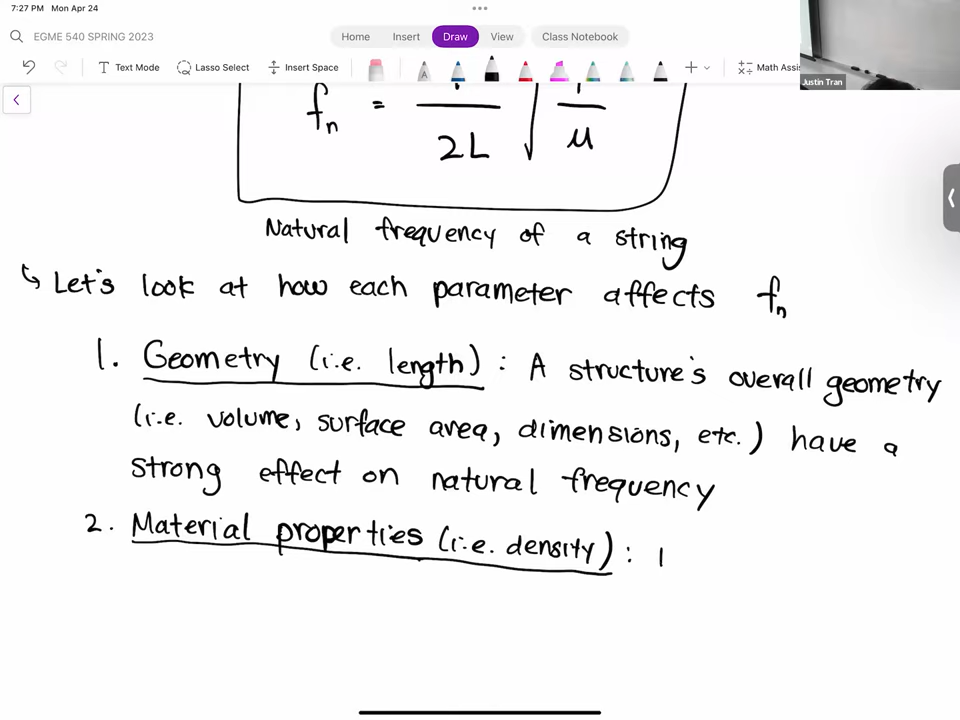 7:27 PM Mon Apr 24
EGME 540 SPRING 2023
Home Insert Draw View Class Notebook
Text Mode Lasso Select Insert Space Math Assis
Justin Tran
fn =
2L √ μ
Natural frequency of a string
↳ Let's look at how each parameter affects fn
1. Geometry (i.e. length) : A structure's overall geometry
(i.e. volume, surface area, dimensions, etc.) have a
strong effect on natural frequency
2. Material properties (i.e. density) : I